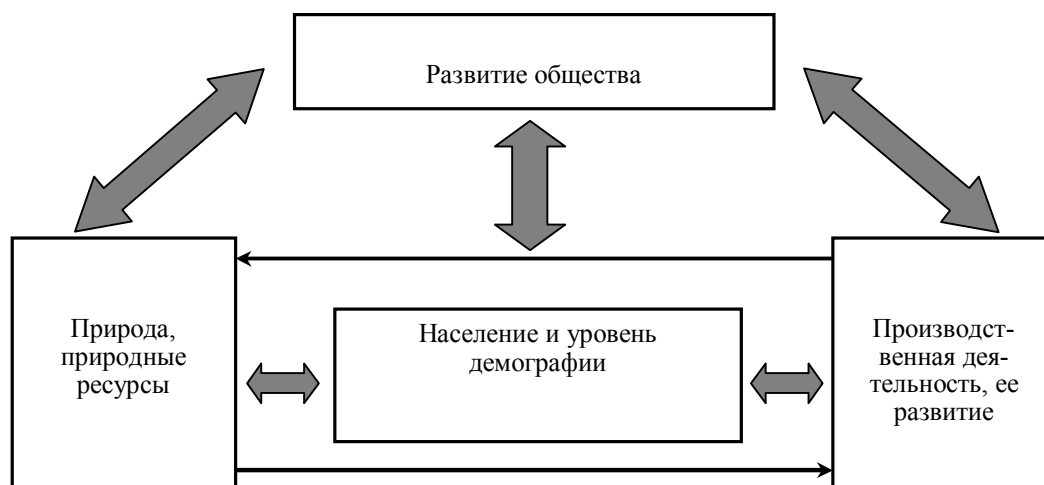 Развитие общества
Природа,
природные
ресурсы
Население и уровень
демографии
Производст-
венная дея-
тельность, ее
развитие